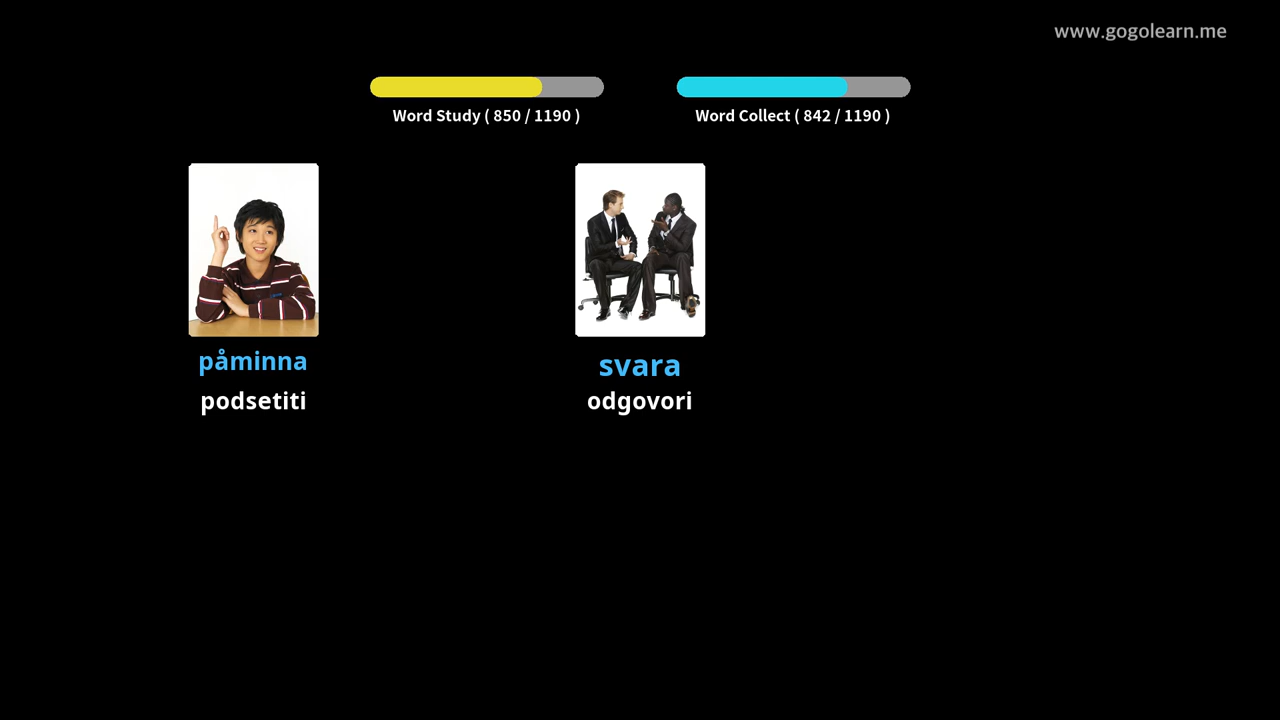 www.gogolearn.me
Word Study ( 850 / 1190 )
Word Collect ( 842 / 1190 )
påminna
podsetiti
svara
odgovori